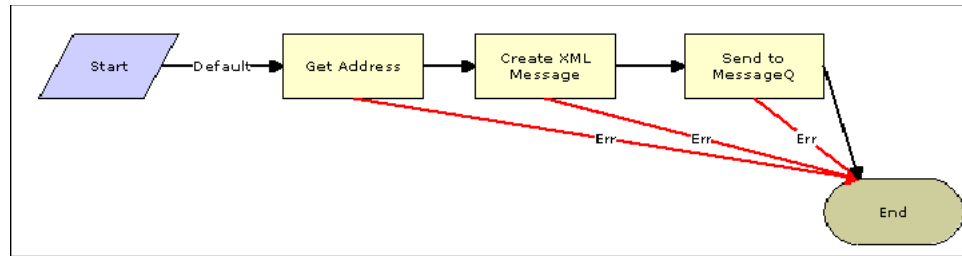 Start
Default
Get Address
Create XML
Message
Send to
MessageQ
Err
Err
Err
End